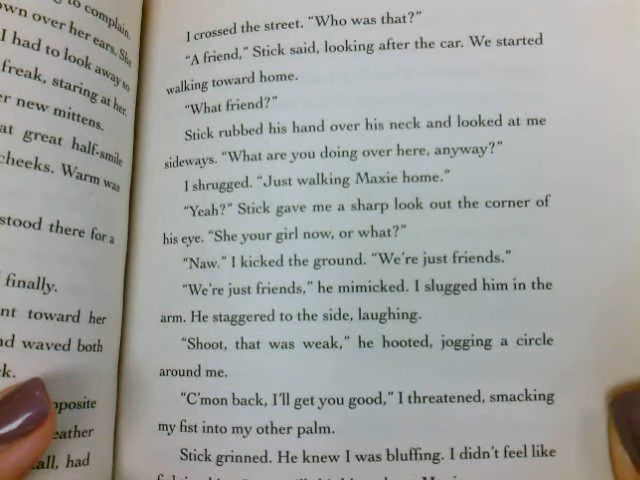 to complain.
own over her ears. She
I had to look away so
freak, staring at her,
er new mittens.
at great half-smile
cheeks. Warm was
stood there for a
finally.
nt toward her
nd waved both
k.
opposite
eather
all, had
I crossed the street. “Who was that?”
“A friend,” Stick said, looking after the car. We started
walking toward home.
“What friend?”
Stick rubbed his hand over his neck and looked at me
sideways. “What are you doing over here, anyway?”
I shrugged. “Just walking Maxie home.”
“Yeah?” Stick gave me a sharp look out the corner of
his eye. “She your girl now, or what?”
“Naw.” I kicked the ground. “We’re just friends.”
“We’re just friends,” he mimicked. I slugged him in the
arm. He staggered to the side, laughing.
“Shoot, that was weak,” he hooted, jogging a circle
around me.
“C’mon back, I’ll get you good,” I threatened, smacking
my fist into my other palm.
Stick grinned. He knew I was bluffing. I didn’t feel like